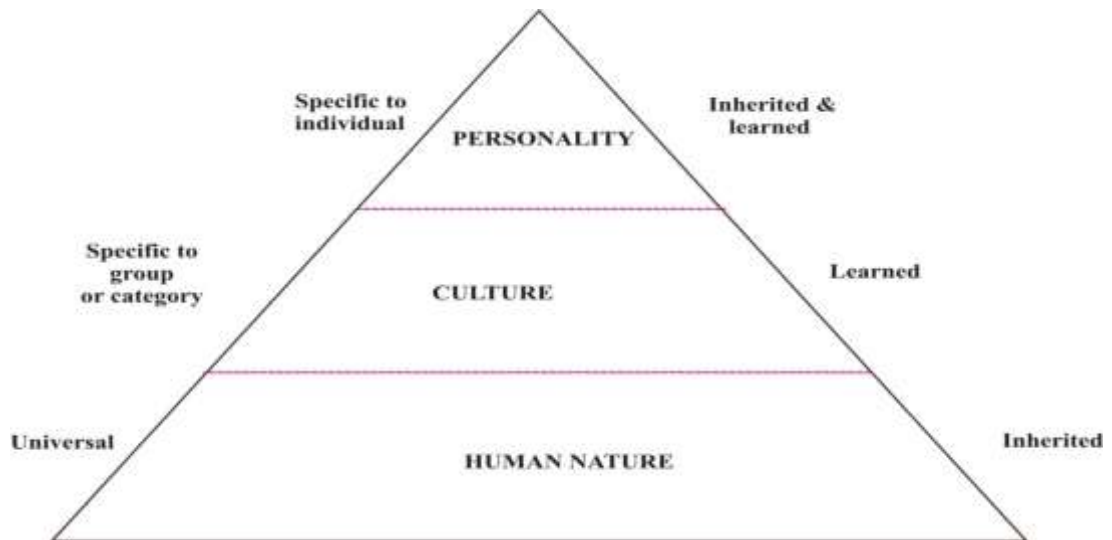 Specific to
individual
Inherited &
learned
PERSONALITY
Specific to
group
or category
Learned
CULTURE
Universal
Inherited
HUMAN NATURE